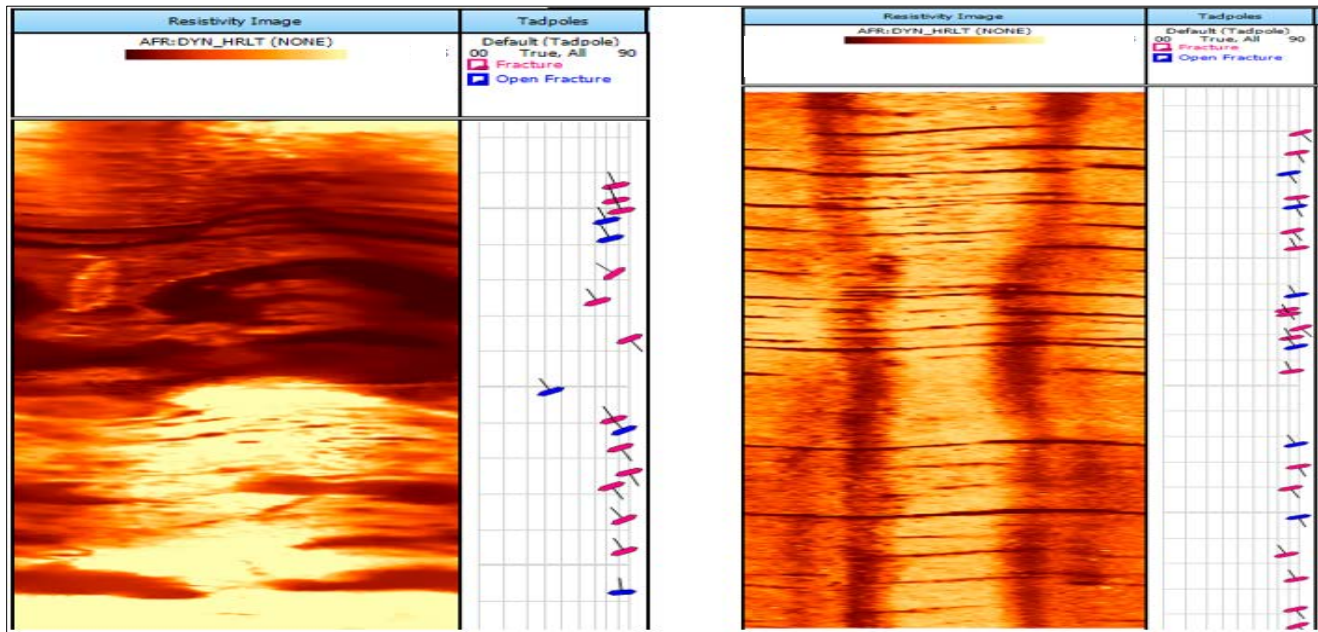 Resistivity Image
Tadpoles
AFR:DYN_HRLT (NONE)
Default (Tadpole)
00 True, All 90
Fracture
Open Fracture
Resistivity Image
Tadpoles
AFR:DYN_HRLT (NONE)
Default (Tadpole)
00 True, All 90
Fracture
Open Fracture